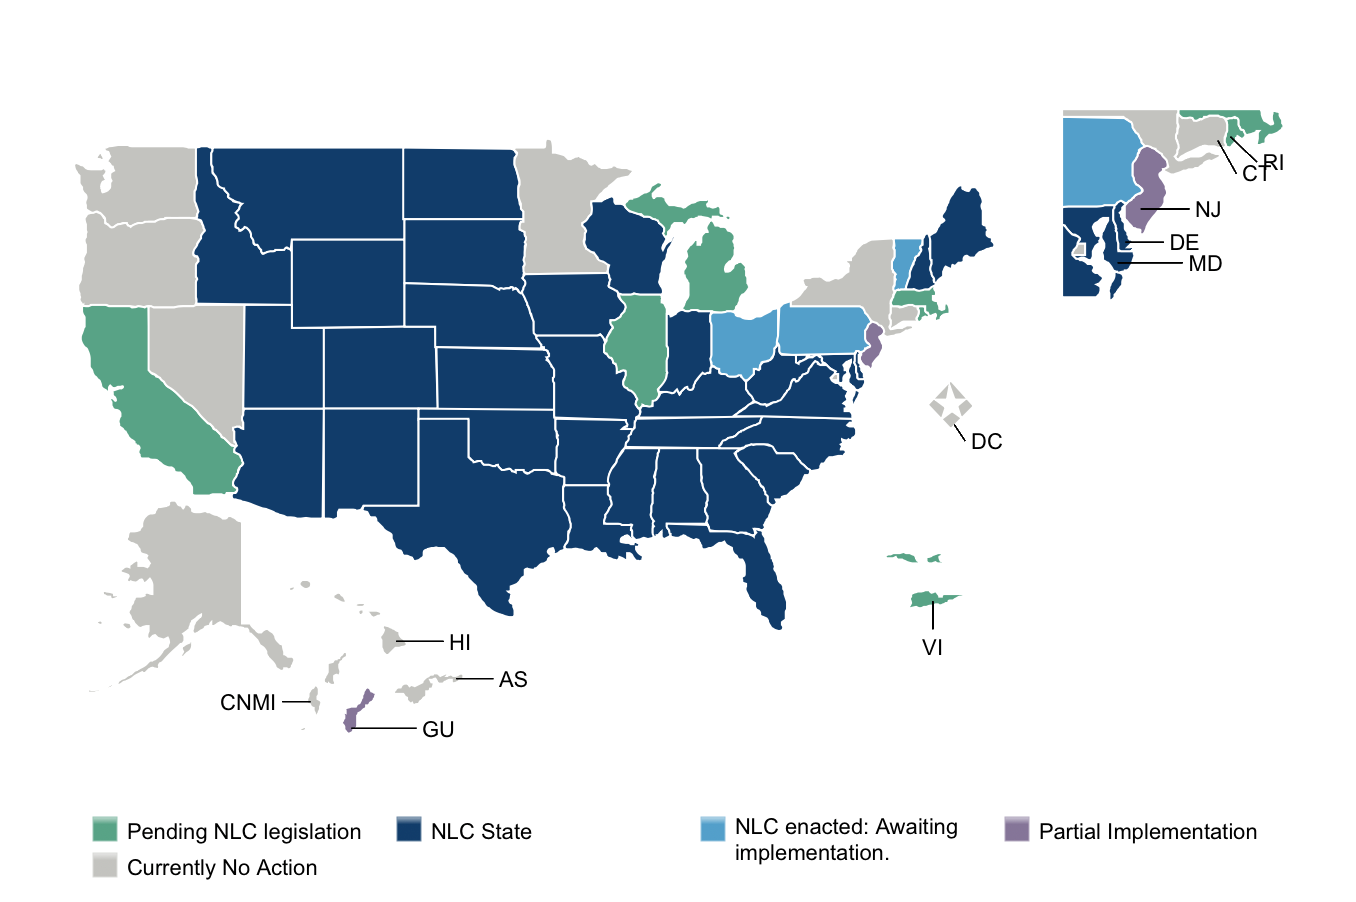 RI
CT
NJ
DE
MD
DC
HI
VI
AS
CNMI
GU
Pending NLC legislation
NLC State
NLC enacted: Awaiting
implementation.
Partial Implementation
Currently No Action